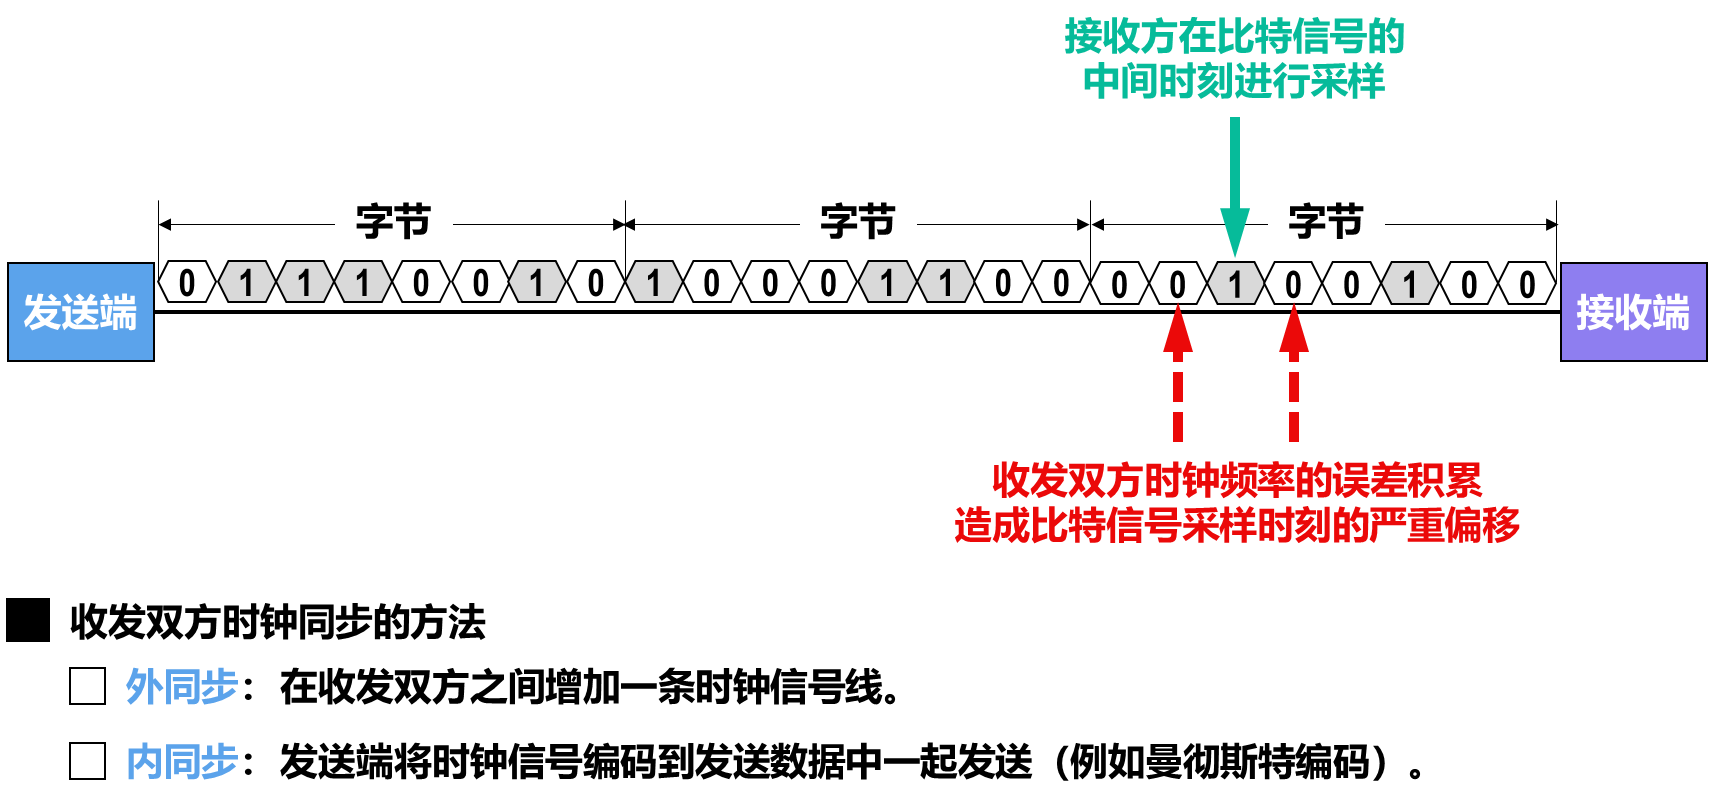 接收方在比特信号的
中间时刻进行采样
字节 字节 字节
发送端 0 1 1 1 0 0 1 0 1 0 0 0 1 1 0 0 0 0 1 0 0 1 0 0 接收端
收发双方时钟频率的误差积累
造成比特信号采样时刻的严重偏移
收发双方时钟同步的方法
外同步：在收发双方之间增加一条时钟信号线。
内同步：发送端将时钟信号编码到发送数据中一起发送（例如曼彻斯特编码）。